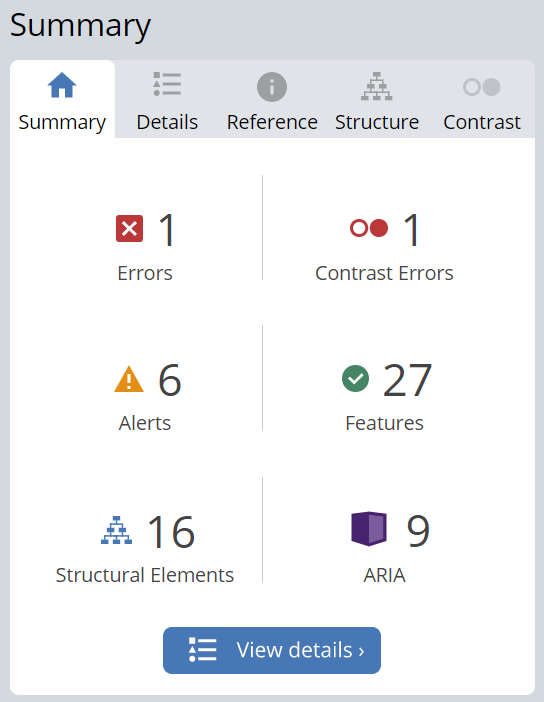 Summary
Summary Details Reference Structure Contrast
1 1
Errors Contrast Errors
6 27
Alerts Features
16 9
Structural Elements ARIA
View details ›